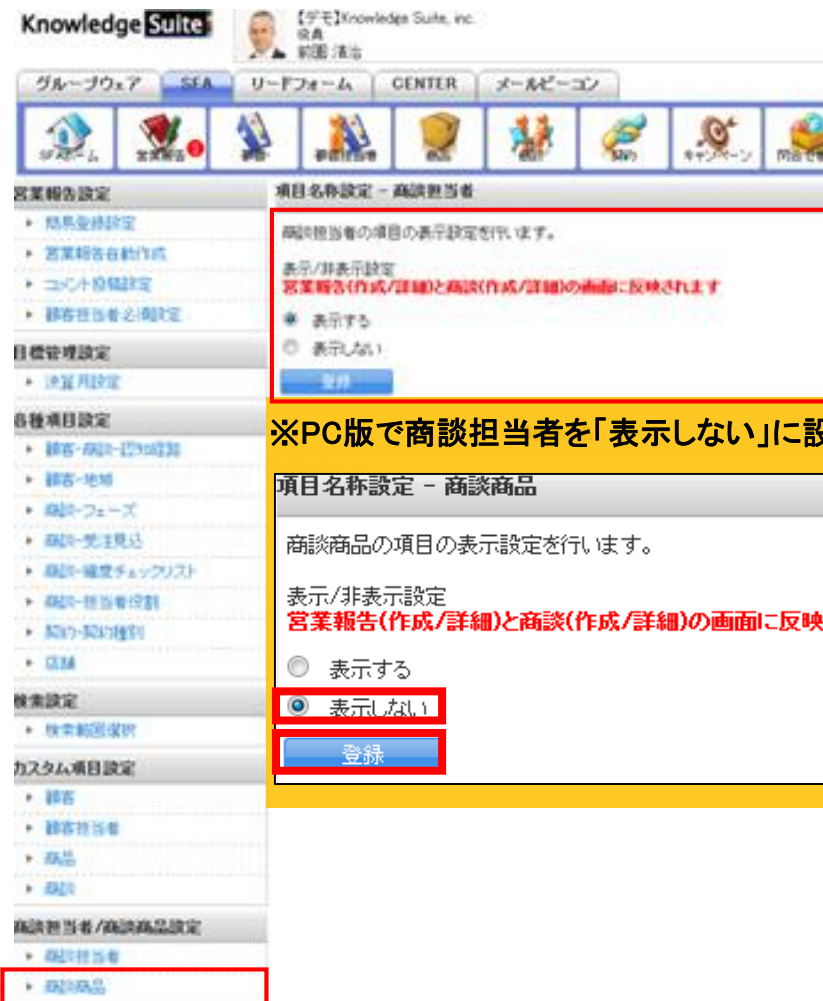 Knowledge Suite
【デモ】Knowledge Suite, inc.
役員
前園 清治
グループウェア
SFA
リードフォーム
CENTER
メールビーコン
SFAホーム
営業報告
顧客
顧客担当者
商品
商談
契約
キャンペーン
問合せ
営業報告設定
簡易登録設定
営業報告自動作成
コメント投稿設定
顧客担当者必須設定
目標管理設定
決算月設定
各種項目設定
顧客-商談-認知経路
顧客-地域
商談-フェーズ
商談-受注見込
商談-確度チェックリスト
商談-担当者役割
契約-契約種別
店舗
検索設定
検索範囲選択
カスタム項目設定
顧客
顧客担当者
商品
商談
商談担当者/商談商品設定
商談担当者
商談商品
項目名称設定 - 商談担当者
商談担当者の項目の表示設定を行います。
表示/非表示設定
営業報告(作成/詳細)と商談(作成/詳細)の画面に反映されます
表示する
表示しない
登録
※PC版で商談担当者を「表示しない」に設
項目名称設定 - 商談商品
商談商品の項目の表示設定を行います。
表示/非表示設定
営業報告(作成/詳細)と商談(作成/詳細)の画面に反映
表示する
表示しない
登録